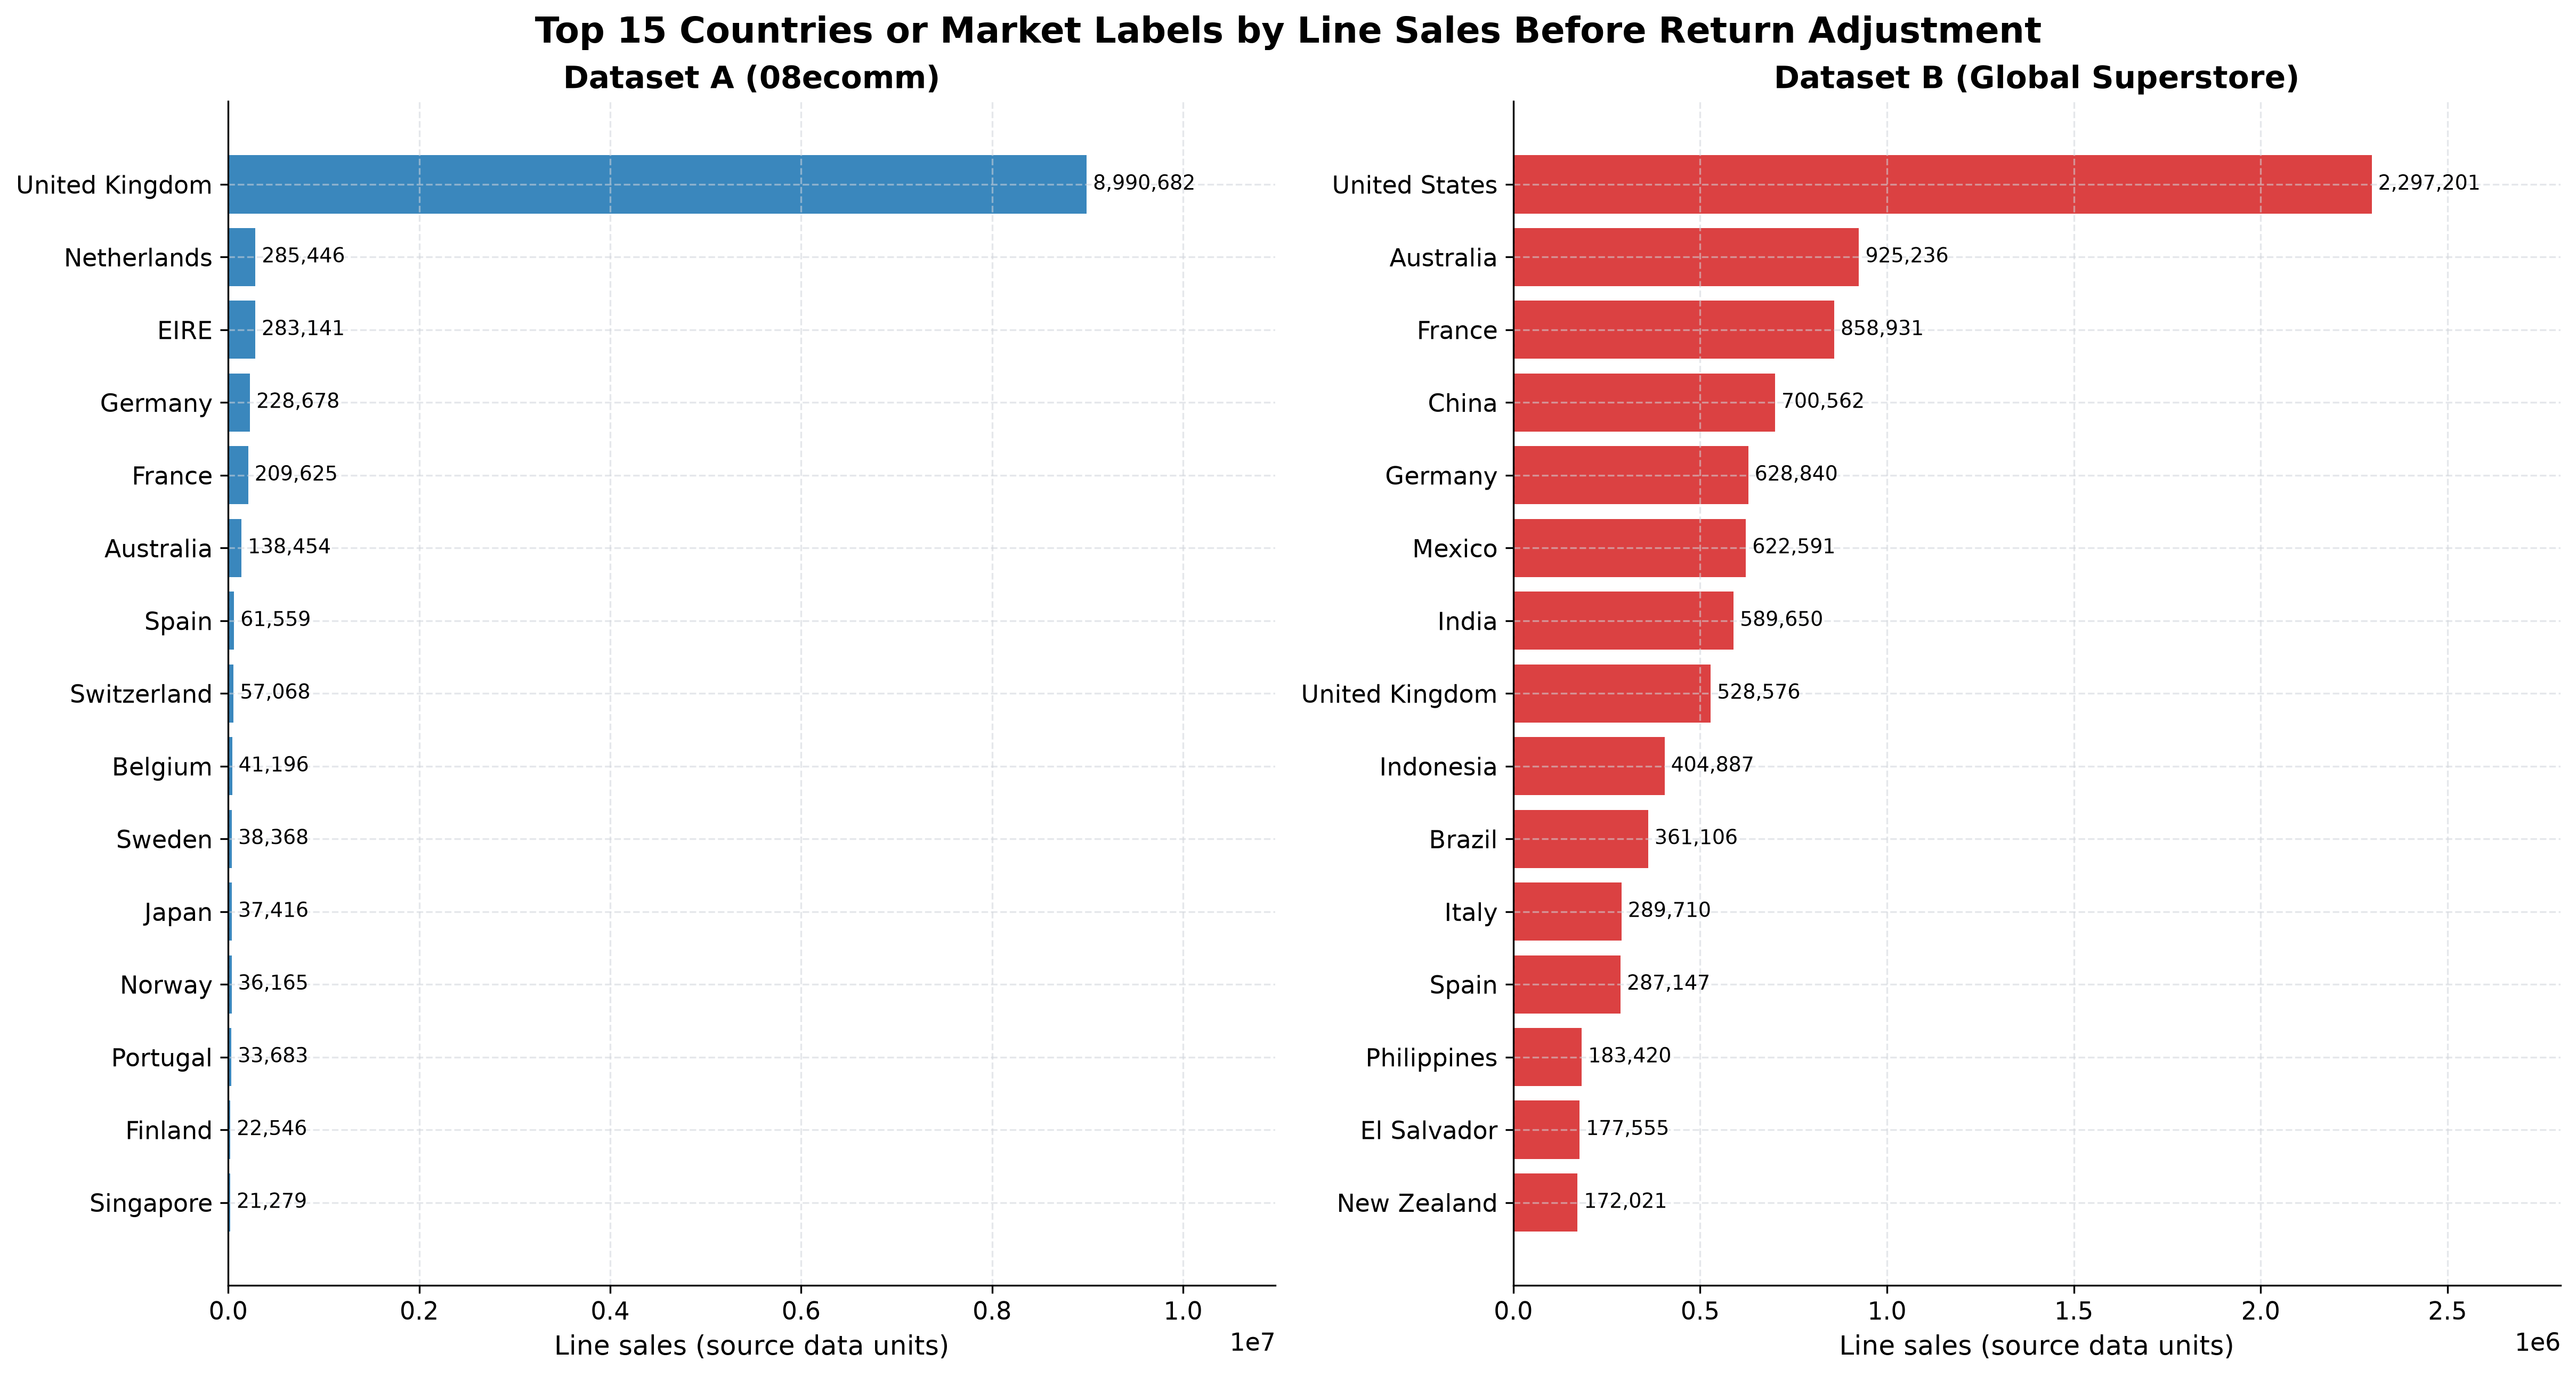 Top 15 Countries or Market Labels by Line Sales Before Return Adjustment
Dataset A (08ecomm)
United Kingdom 8,990,682
Netherlands 285,446
EIRE 283,141
Germany 228,678
France 209,625
Australia 138,454
Spain 61,559
Switzerland 57,068
Belgium 41,196
Sweden 38,368
Japan 37,416
Norway 36,165
Portugal 33,683
Finland 22,546
Singapore 21,279
0.0 0.2 0.4 0.6 0.8 1.0
1e7
Line sales (source data units)
Dataset B (Global Superstore)
United States 2,297,201
Australia 925,236
France 858,931
China 700,562
Germany 628,840
Mexico 622,591
India 589,650
United Kingdom 528,576
Indonesia 404,887
Brazil 361,106
Italy 289,710
Spain 287,147
Philippines 183,420
El Salvador 177,555
New Zealand 172,021
0.0 0.5 1.0 1.5 2.0 2.5
1e6
Line sales (source data units)